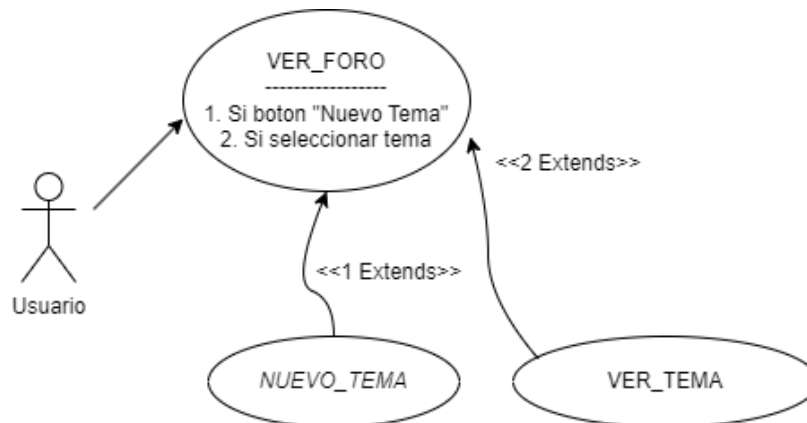 VER_FORO
-----------------
1. Si boton "Nuevo Tema"
2. Si seleccionar tema
<<2 Extends>>
<<1 Extends>>
Usuario
NUEVO_TEMA
VER_TEMA